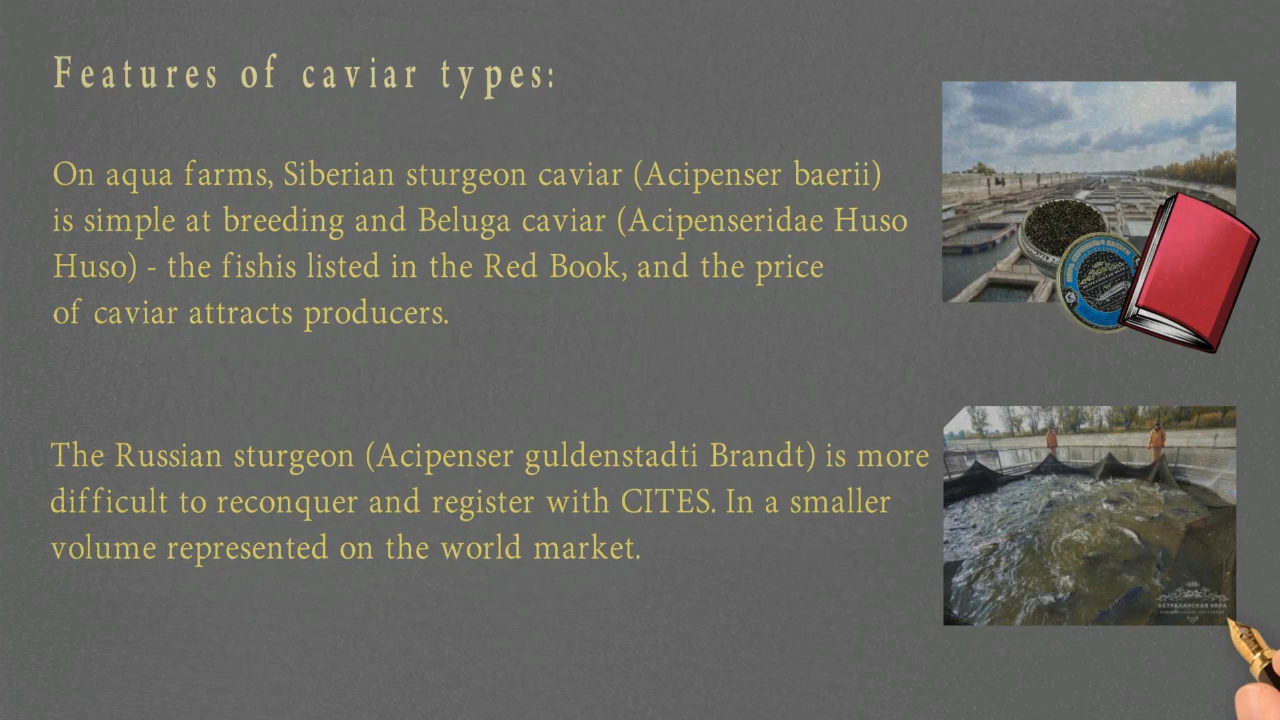 Features of caviar types:
On aqua farms, Siberian sturgeon caviar (Acipenser baerii)
is simple at breeding and Beluga caviar (Acipenseridae Huso
Huso) - the fishis listed in the Red Book, and the price
of caviar attracts producers.
The Russian sturgeon (Acipenser guldenstadti Brandt) is more
difficult to reconquer and register with CITES. In a smaller
volume represented on the world market.
АСТРАХАНСКАЯ ИКРА